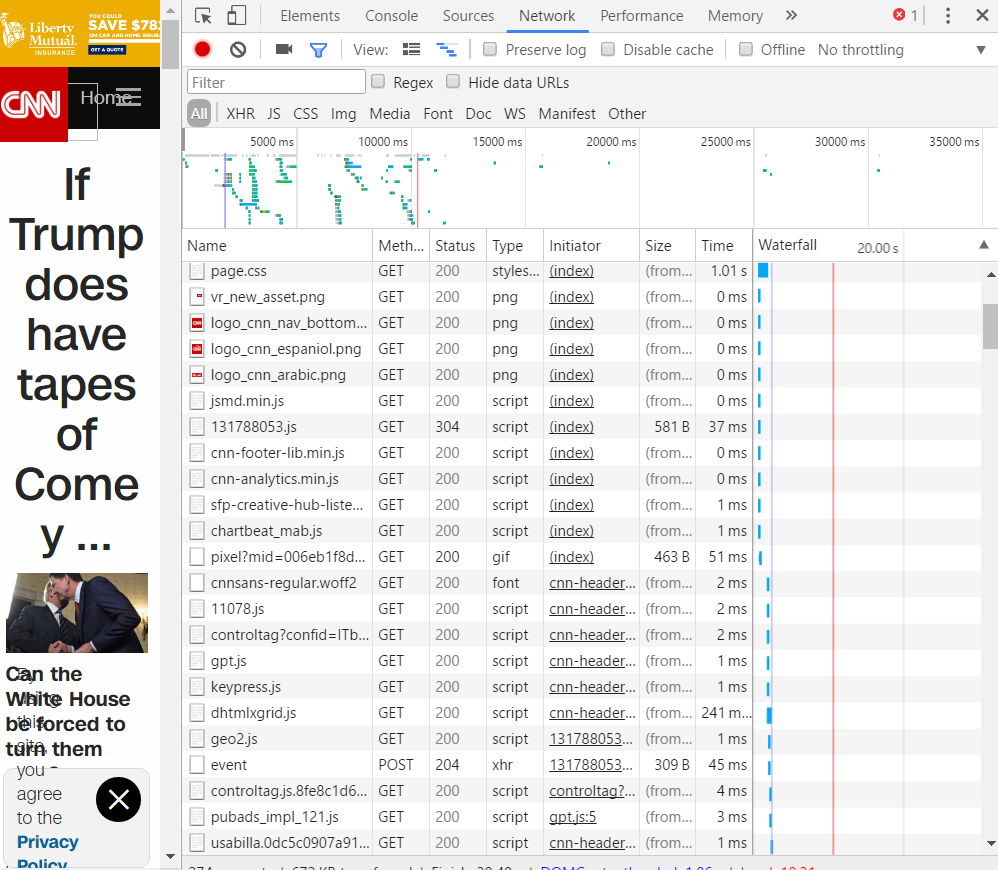 Liberty Mutual
INSURANCE
YOU COULD
SAVE $782
ON CAR AND HOME INSUR
GET A QUOTE
CNN
Home
If
Trump
does
have
tapes
of
Come
y ...
Can the
White House
be forced to
turn them
By
using
this
site,
you
agree
to the
Privacy
Policy
Elements Console Sources Network Performance Memory » 1
View: Preserve log Disable cache Offline No throttling
Filter Regex Hide data URLs
All XHR JS CSS Img Media Font Doc WS Manifest Other
5000 ms 10000 ms 15000 ms 20000 ms 25000 ms 30000 ms 35000 ms
Name Meth... Status Type Initiator Size Time Waterfall 20.00 s
page.css GET 200 styles... (index) (from... 1.01 s
vr_new_asset.png GET 200 png (index) (from... 0 ms
logo_cnn_nav_bottom... GET 200 png (index) (from... 0 ms
logo_cnn_espaniol.png GET 200 png (index) (from... 0 ms
logo_cnn_arabic.png GET 200 png (index) (from... 0 ms
jsmd.min.js GET 200 script (index) (from... 0 ms
131788053.js GET 304 script (index) 581 B 37 ms
cnn-footer-lib.min.js GET 200 script (index) (from... 0 ms
cnn-analytics.min.js GET 200 script (index) (from... 0 ms
sfp-creative-hub-liste... GET 200 script (index) (from... 1 ms
chartbeat_mab.js GET 200 script (index) (from... 1 ms
pixel?mid=006eb1f8d... GET 200 gif (index) 463 B 51 ms
cnnsans-regular.woff2 GET 200 font cnn-header... (from... 2 ms
11078.js GET 200 script cnn-header... (from... 2 ms
controltag?confid=ITb... GET 200 script cnn-header... (from... 2 ms
gpt.js GET 200 script cnn-header... (from... 1 ms
keypress.js GET 200 script cnn-header... (from... 1 ms
dhtmlxgrid.js GET 200 script cnn-header... (from... 241 m...
geo2.js GET 200 script 131788053... (from... 1 ms
event POST 204 xhr 131788053... 309 B 45 ms
controltag.js.8fe8c1d6... GET 200 script controltag?... (from... 4 ms
pubads_impl_121.js GET 200 script gpt.js:5 (from... 3 ms
usabilla.0dc5c0907a91... GET 200 script cnn-header... (from... 1 ms